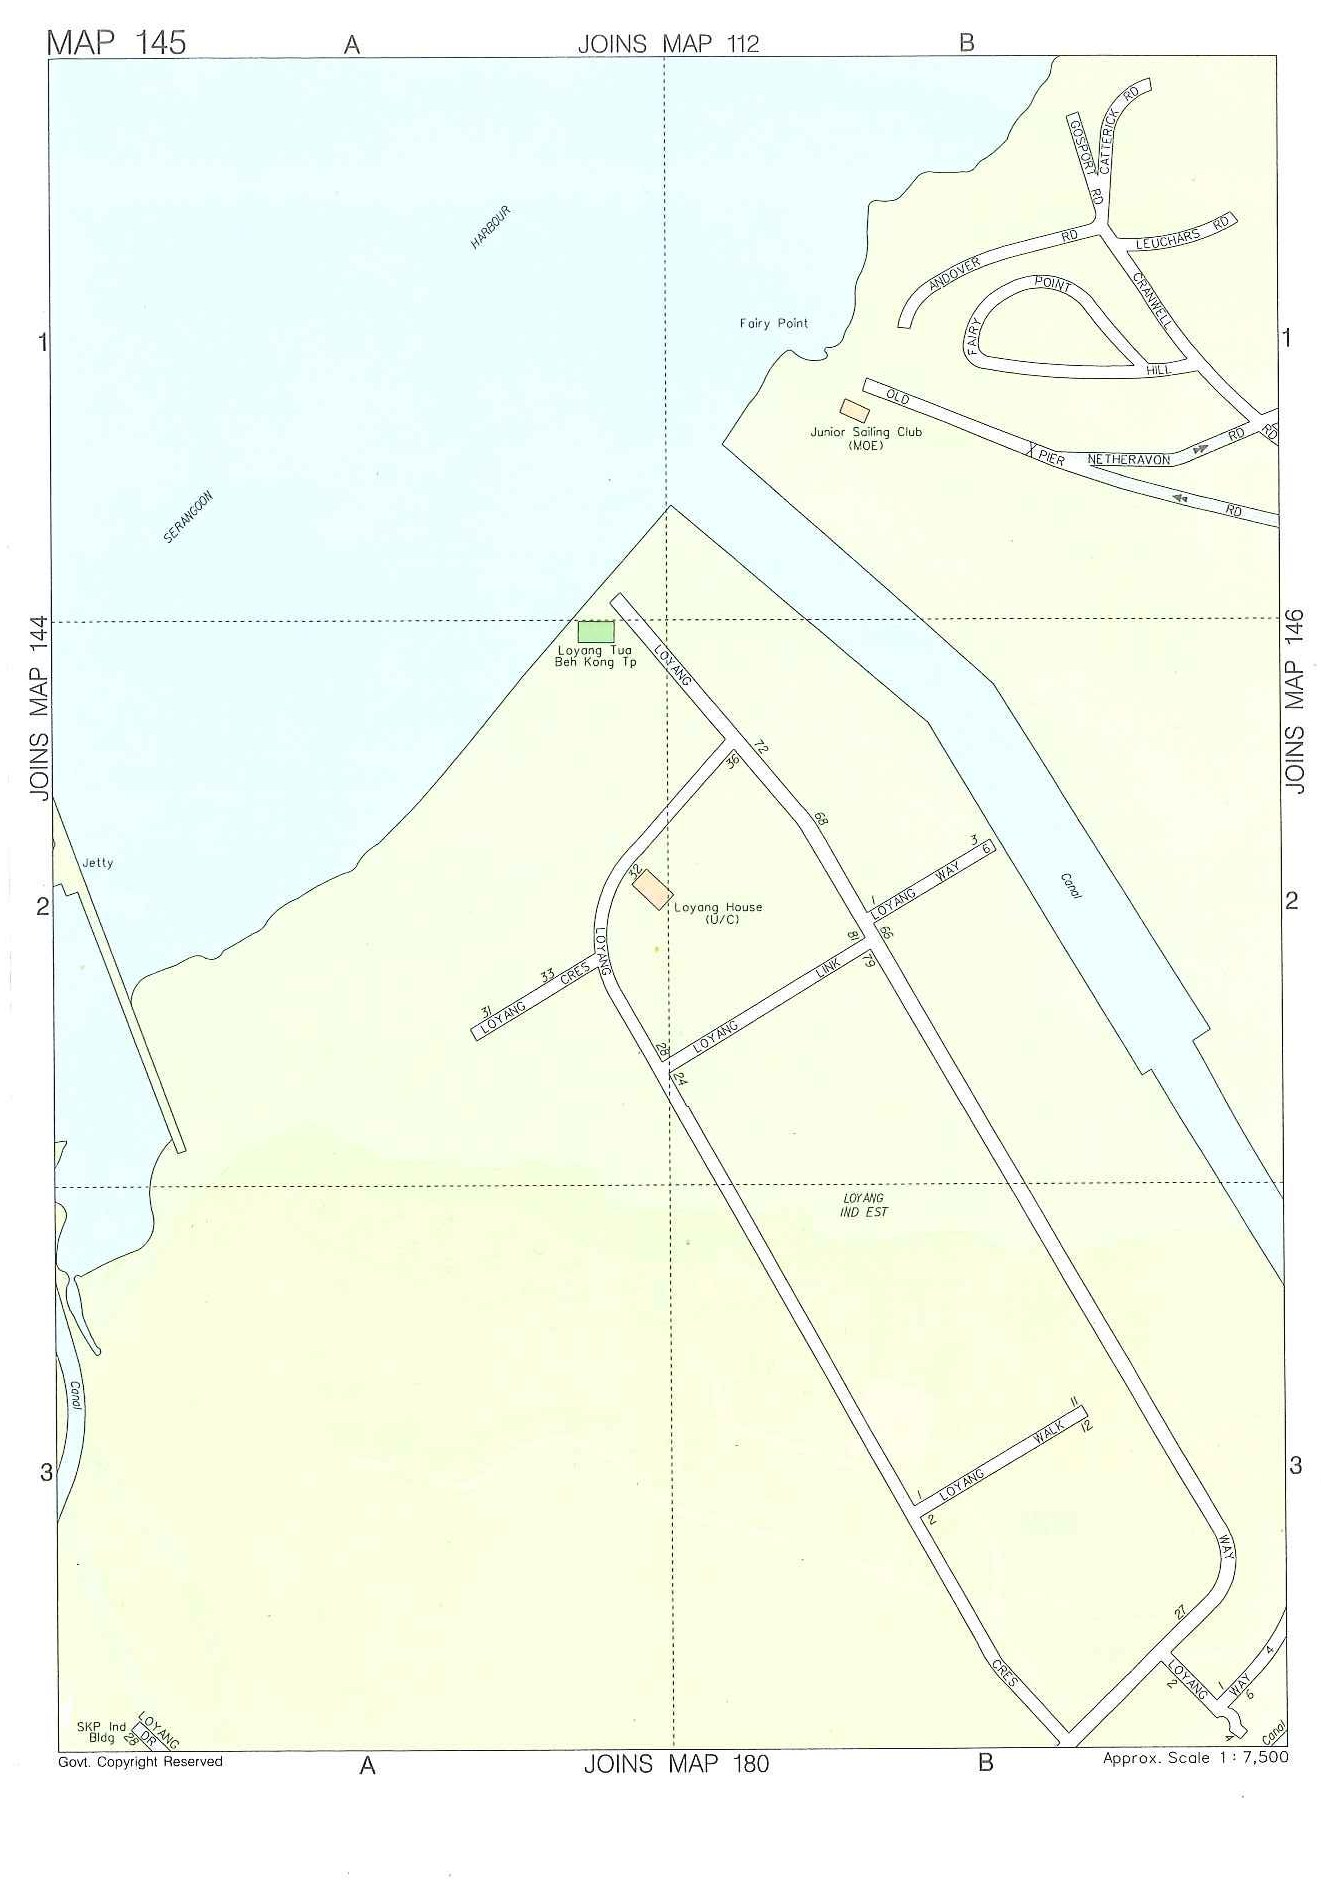 MAP 145
A
JOINS MAP 112
B
GOSPORT RD
CATTERICK RD
HARBOUR
ANDOVER RD
LEUCHARS RD
CRANWELL RD
Fairy Point
FAIRY POINT HILL
1
1
OLD PIER RD
Junior Sailing Club
(MOE)
NETHERAVON RD
SERANGOON
JOINS MAP 144
JOINS MAP 146
Loyang Tua
Beh Kong Tp
LOYANG WAY
72
36
68
Jetty
3
6
LOYANG WAY
1
32
Canal
2
2
Loyang House
(U/C)
66
81
79
LOYANG CRES
33
LOYANG CRES
31
LOYANG LINK
28
24
LOYANG
IND EST
Canal
11
12
LOYANG WALK
1
2
3
3
27
LOYANG WAY
2
1
4
6
4
Canal
SKP Ind
Bldg
28
LOYANG
DR
Govt. Copyright Reserved
A
JOINS MAP 180
B
Approx. Scale 1 : 7,500